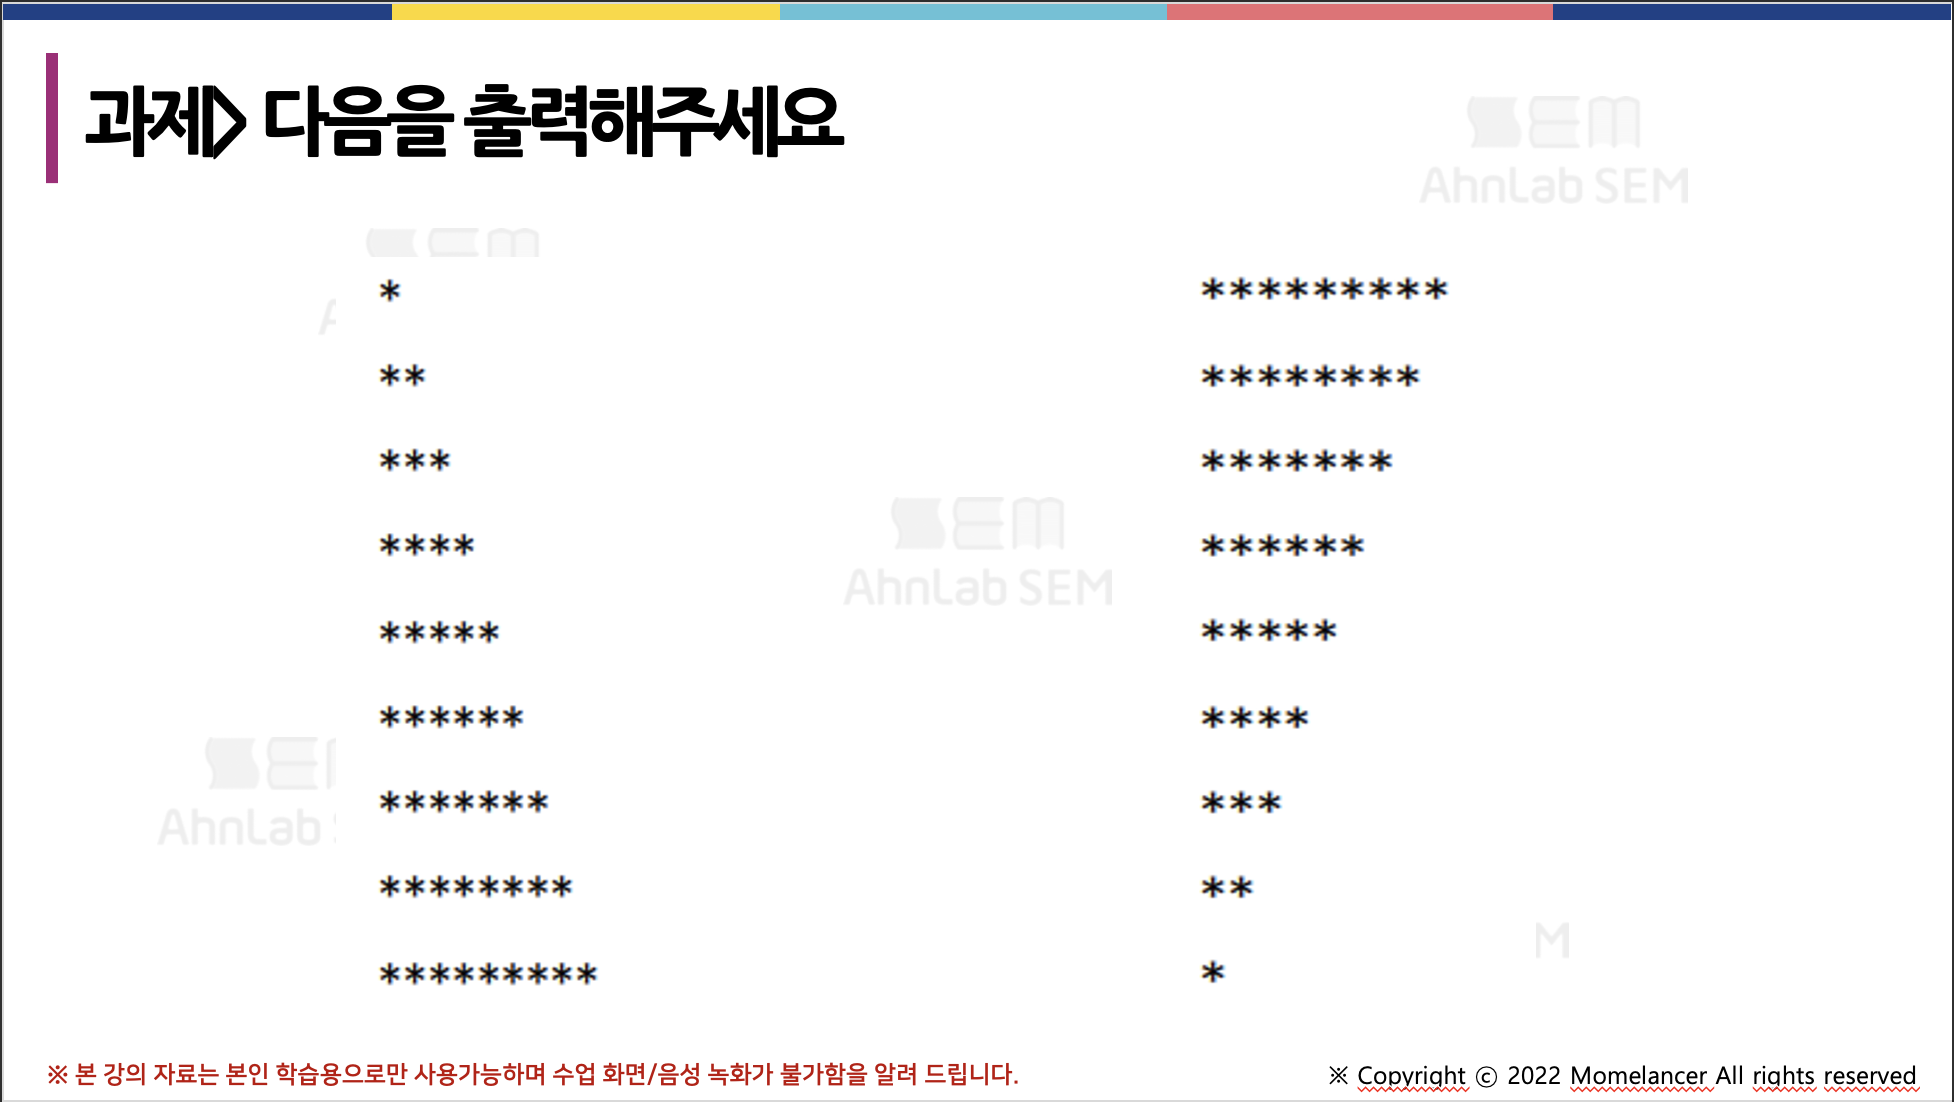 과제> 다음을 출력해주세요
AhnLab SEM
*
**
***
****
*****
******
*******
********
*********
*********
********
*******
******
*****
****
***
**
*
AhnLab SEM
AhnLab
M
※ 본 강의 자료는 본인 학습용으로만 사용가능하며 수업 화면/음성 녹화가 불가함을 알려 드립니다.
※ Copyright ⓒ 2022 Momelancer All rights reserved